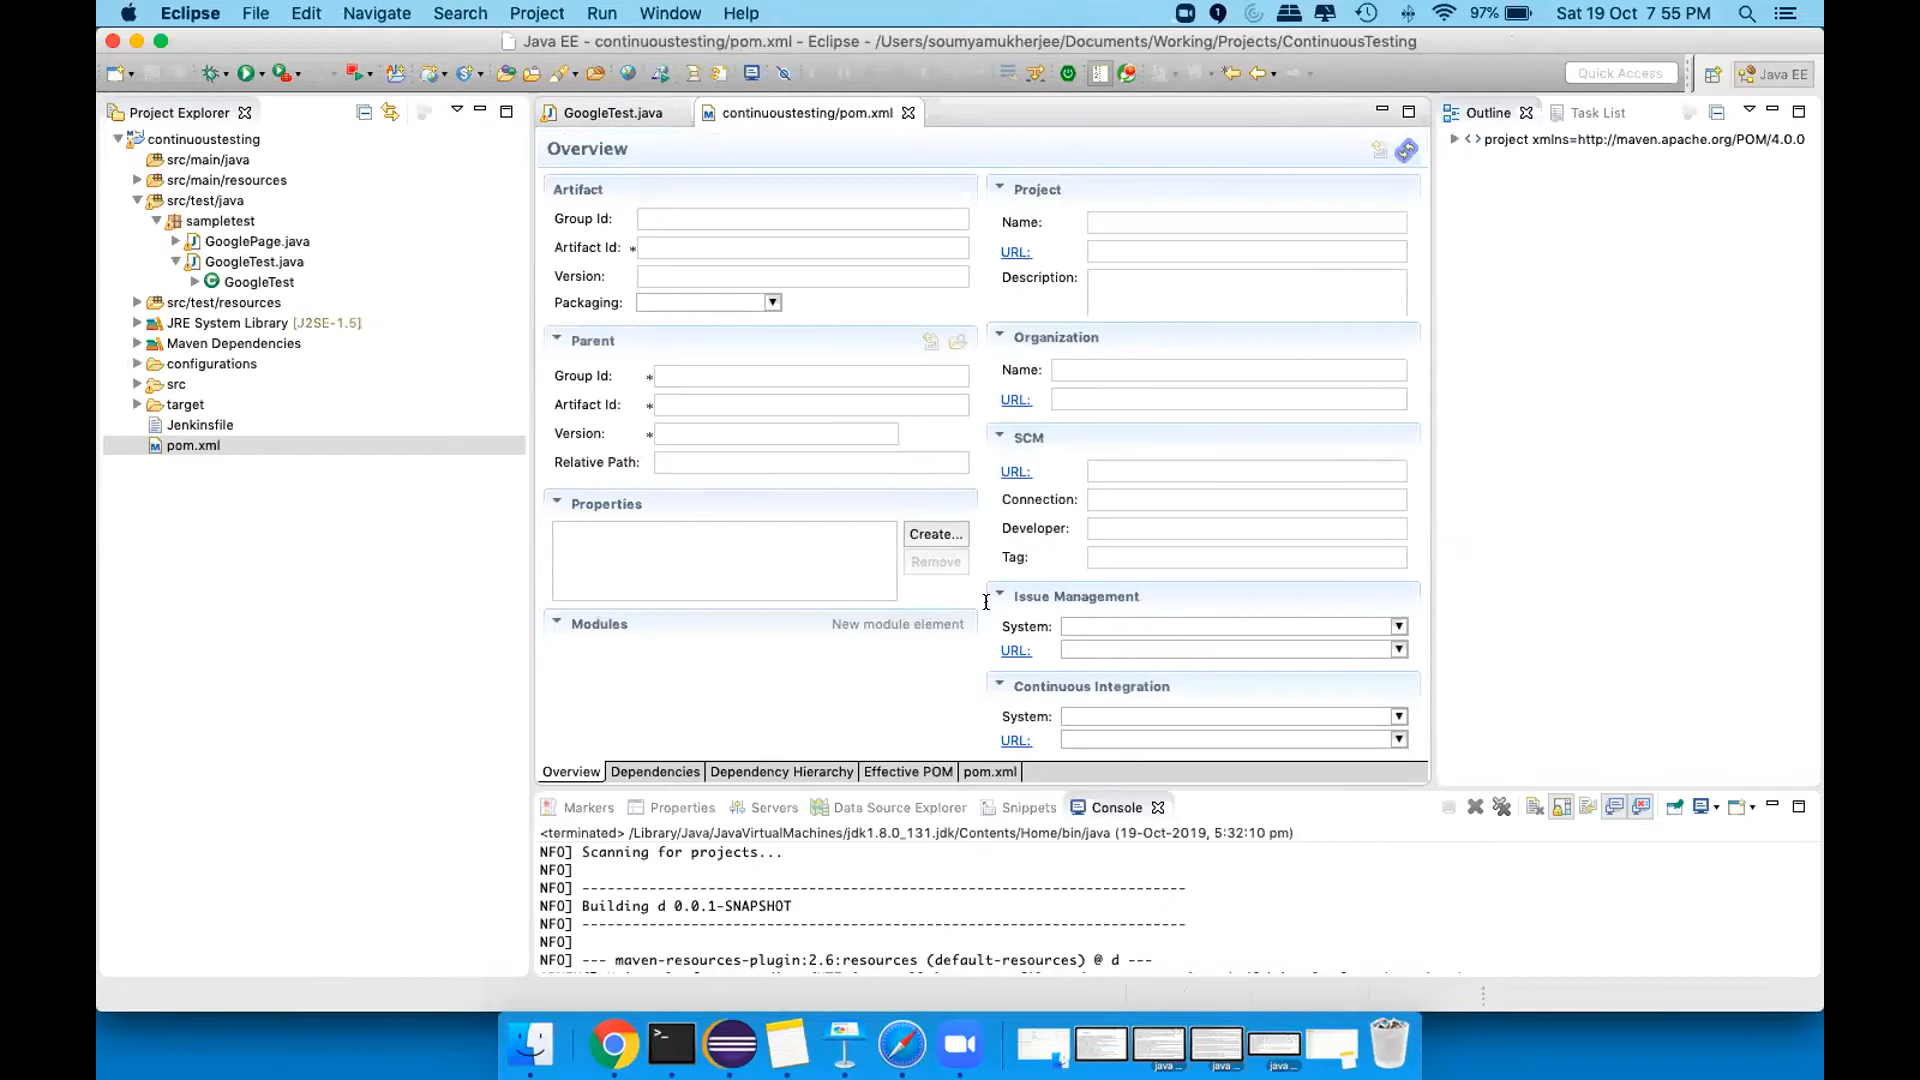 Eclipse File Edit Navigate Search Project Run Window Help 97% Sat 19 Oct 7:55 PM
Java EE - continuoustesting/pom.xml - Eclipse - /Users/soumyamukherjee/Documents/Working/Projects/ContinuousTesting
Quick Access Java EE
Project Explorer
continuoustesting
src/main/java
src/main/resources
src/test/java
sampletest
GooglePage.java
GoogleTest.java
GoogleTest
src/test/resources
JRE System Library [J2SE-1.5]
Maven Dependencies
configurations
src
target
Jenkinsfile
pom.xml
GoogleTest.java continuoustesting/pom.xml
Overview
Artifact
Group Id:
Artifact Id: *
Version:
Packaging:
Parent
Group Id: *
Artifact Id: *
Version: *
Relative Path:
Properties
Create...
Remove
Modules New module element
Project
Name:
URL:
Description:
Organization
Name:
URL:
SCM
URL:
Connection:
Developer:
Tag:
Issue Management
System:
URL:
Continuous Integration
System:
URL:
Overview Dependencies Dependency Hierarchy Effective POM pom.xml
Outline Task List
project xmlns=http://maven.apache.org/POM/4.0.0
Markers Properties Servers Data Source Explorer Snippets Console
<terminated> /Library/Java/JavaVirtualMachines/jdk1.8.0_131.jdk/Contents/Home/bin/java (19-Oct-2019, 5:32:10 pm)
NFO] Scanning for projects...
NFO]
NFO] ------------------------------------------------------------------------
NFO] Building d 0.0.1-SNAPSHOT
NFO] ------------------------------------------------------------------------
NFO]
NFO] --- maven-resources-plugin:2.6:resources (default-resources) @ d ---
java ... java ... java ...